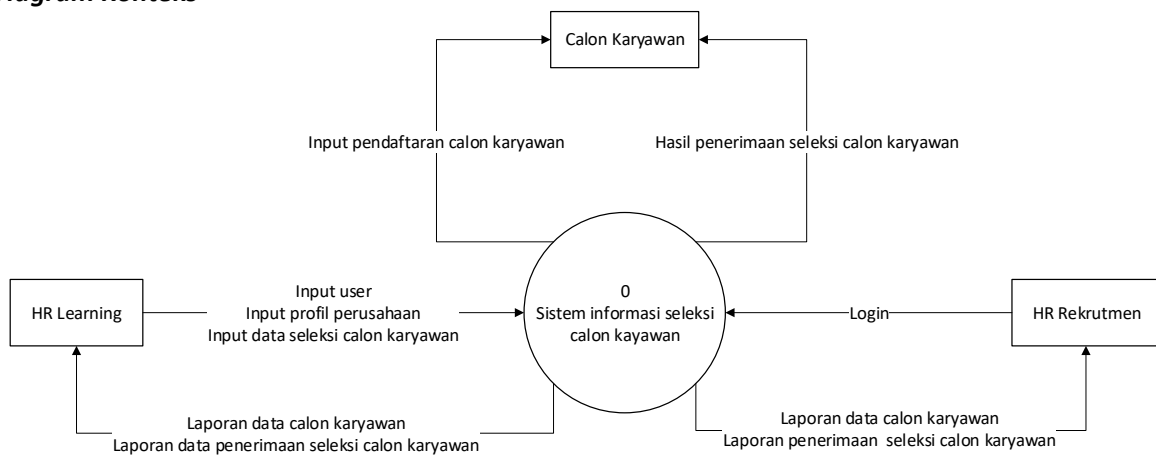 Diagram Konteks
Calon Karyawan
Input pendaftaran calon karyawan
Hasil penerimaan seleksi calon karyawan
HR Learning
Input user
Input profil perusahaan
Input data seleksi calon karyawan
0
Sistem informasi seleksi
calon kayawan
Login
HR Rekrutmen
Laporan data calon karyawan
Laporan data penerimaan seleksi calon karyawan
Laporan data calon karyawan
Laporan penerimaan seleksi calon karyawan